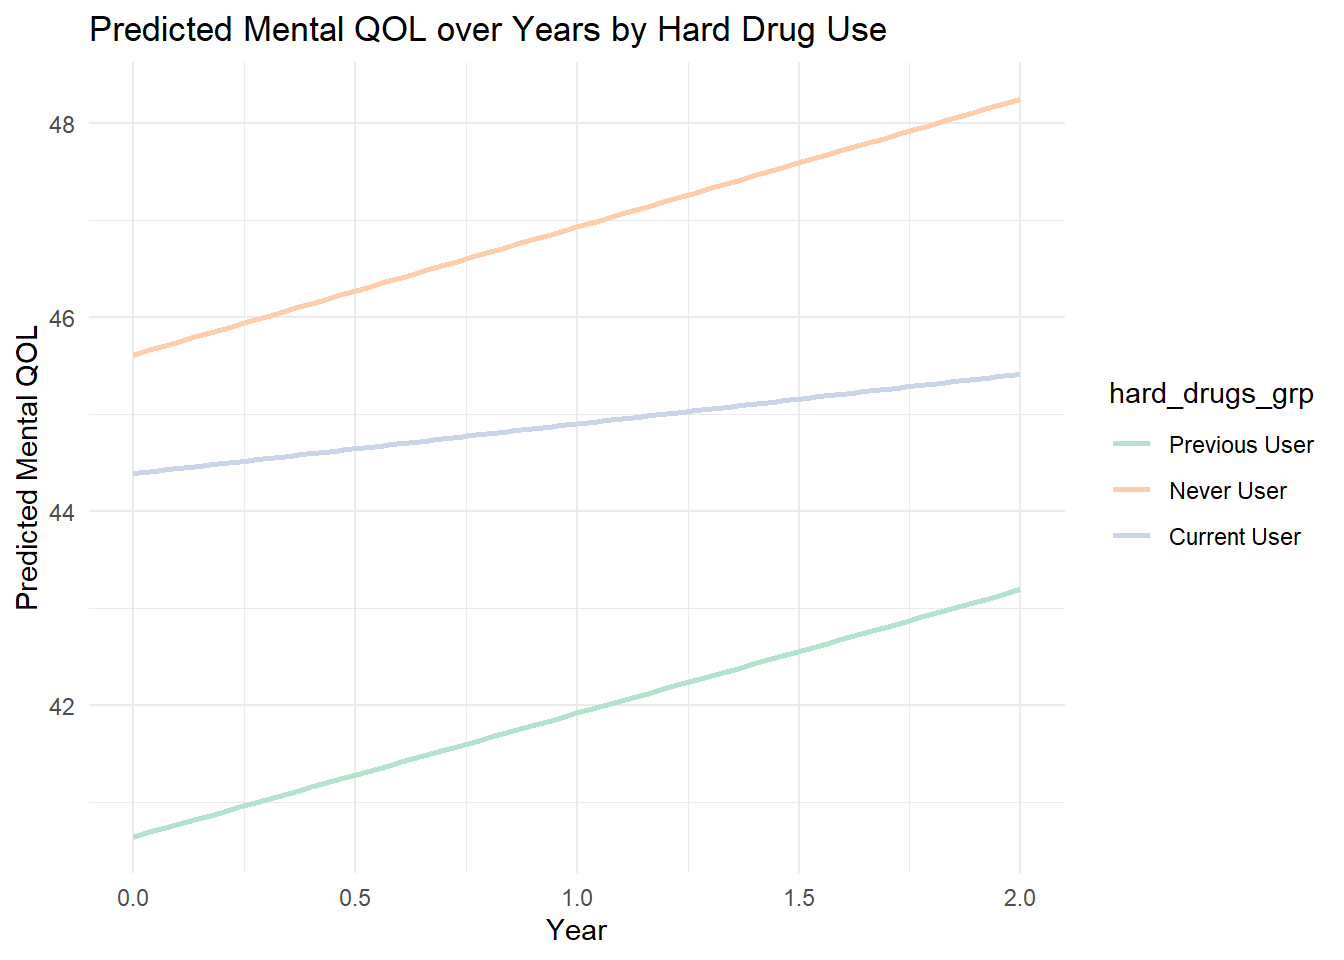 Predicted Mental QOL over Years by Hard Drug Use
Predicted Mental QOL
48
46
44
42
0.0
0.5
1.0
1.5
2.0
Year
hard_drugs_grp
Previous User
Never User
Current User